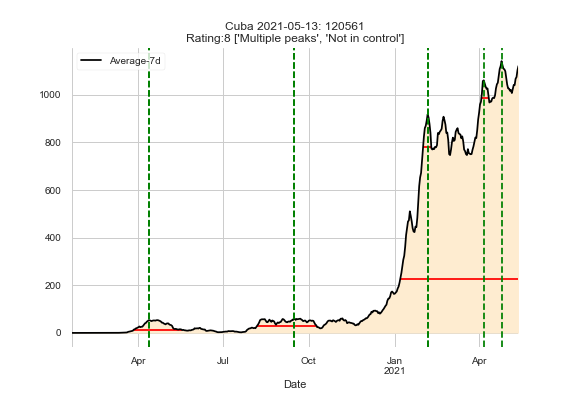 Cuba 2021-05-13: 120561
Rating:8 ['Multiple peaks', 'Not in control']
Average-7d
1000
800
600
400
200
0
Apr
Jul
Oct
Jan
2021
Apr
Date